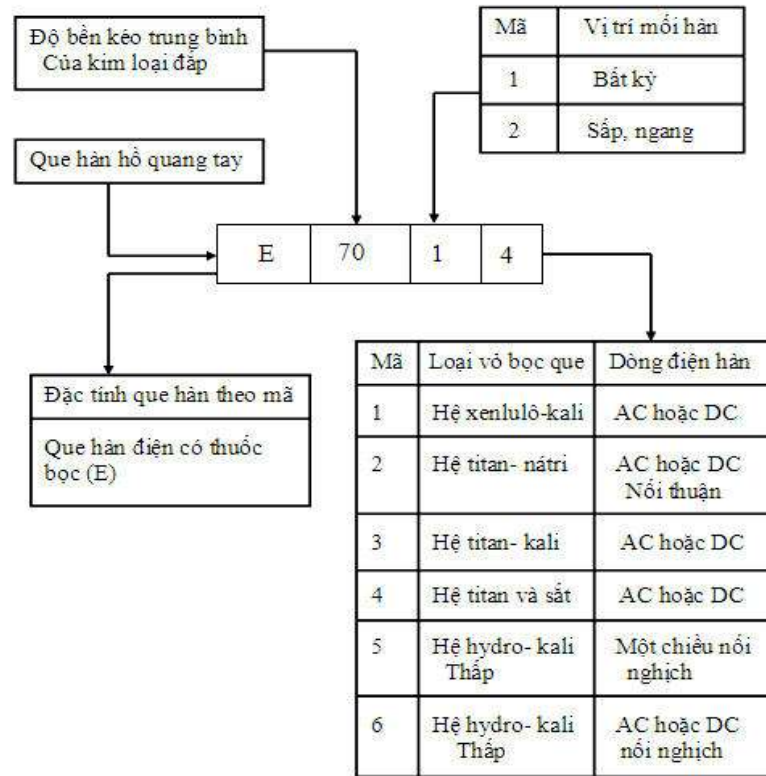 Độ bền kéo trung bình
Của kim loại đắp
Mã Vị trí mối hàn
1 Bất kỳ
2 Sấp, ngang
Que hàn hồ quang tay
E 70 1 4
Đặc tính que hàn theo mã
Que hàn điện có thuốc
bọc (E)
Mã Loại vỏ bọc que Dòng điện hàn
1 Hệ xenlulô-kali AC hoặc DC
2 Hệ titan- nátri AC hoặc DC
Nối thuận
3 Hệ titan- kali AC hoặc DC
4 Hệ titan và sắt AC hoặc DC
5 Hệ hydro- kali Một chiều nối
Thấp nghịch
6 Hệ hydro- kali AC hoặc DC
Thấp nối nghịch